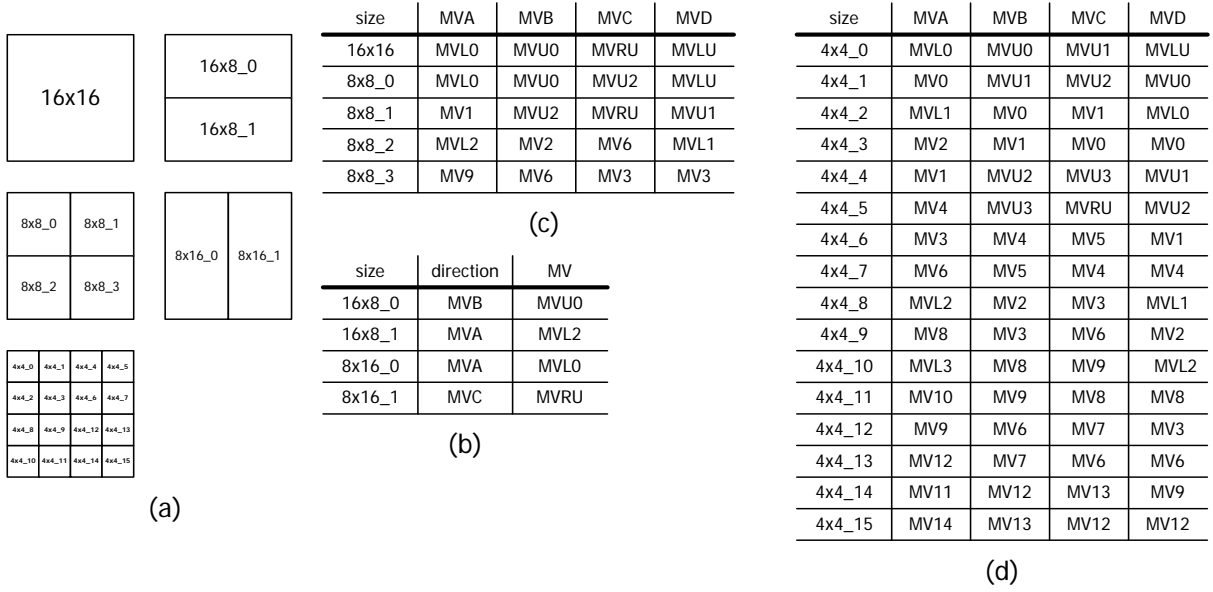 16x16
16x8_0
16x8_1
8x8_0 8x8_1
8x8_2 8x8_3
8x16_0 8x16_1
4x4_0 4x4_1 4x4_4 4x4_5
4x4_2 4x4_3 4x4_6 4x4_7
4x4_8 4x4_9 4x4_12 4x4_13
4x4_10 4x4_11 4x4_14 4x4_15
(a)
size MVA MVB MVC MVD
16x16 MVL0 MVU0 MVRU MVLU
8x8_0 MVL0 MVU0 MVU2 MVLU
8x8_1 MV1 MVU2 MVRU MVU1
8x8_2 MVL2 MV2 MV6 MVL1
8x8_3 MV9 MV6 MV3 MV3
(c)
size direction MV
16x8_0 MVB MVU0
16x8_1 MVA MVL2
8x16_0 MVA MVL0
8x16_1 MVC MVRU
(b)
size MVA MVB MVC MVD
4x4_0 MVL0 MVU0 MVU1 MVLU
4x4_1 MV0 MVU1 MVU2 MVU0
4x4_2 MVL1 MV0 MV1 MVL0
4x4_3 MV2 MV1 MV0 MV0
4x4_4 MV1 MVU2 MVU3 MVU1
4x4_5 MV4 MVU3 MVRU MVU2
4x4_6 MV3 MV4 MV5 MV1
4x4_7 MV6 MV5 MV4 MV4
4x4_8 MVL2 MV2 MV3 MVL1
4x4_9 MV8 MV3 MV6 MV2
4x4_10 MVL3 MV8 MV9 MVL2
4x4_11 MV10 MV9 MV8 MV8
4x4_12 MV9 MV6 MV7 MV3
4x4_13 MV12 MV7 MV6 MV6
4x4_14 MV11 MV12 MV13 MV9
4x4_15 MV14 MV13 MV12 MV12
(d)